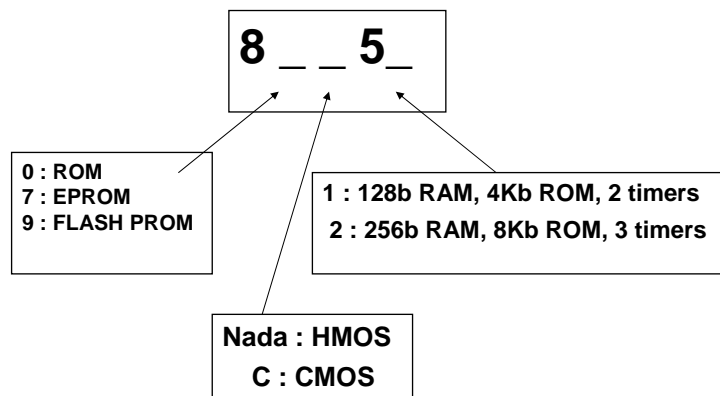 8 _ _ 5_
0 : ROM
7 : EPROM
9 : FLASH PROM
1 : 128b RAM, 4Kb ROM, 2 timers
2 : 256b RAM, 8Kb ROM, 3 timers
Nada : HMOS
C : CMOS